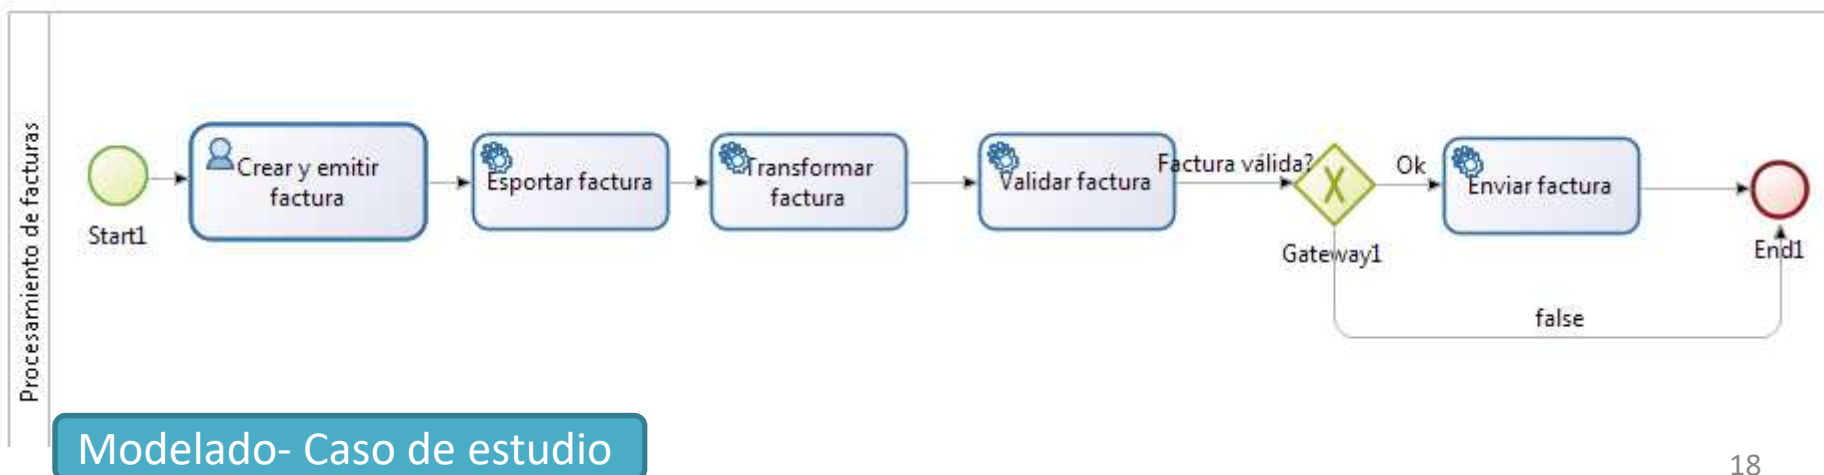 Procesamiento de facturas
Start1
Crear y emitir
factura
Esportar factura
Transformar
factura
Validar factura
Factura válida?
Gateway1
Ok
Enviar factura
End1
false
Modelado- Caso de estudio
18